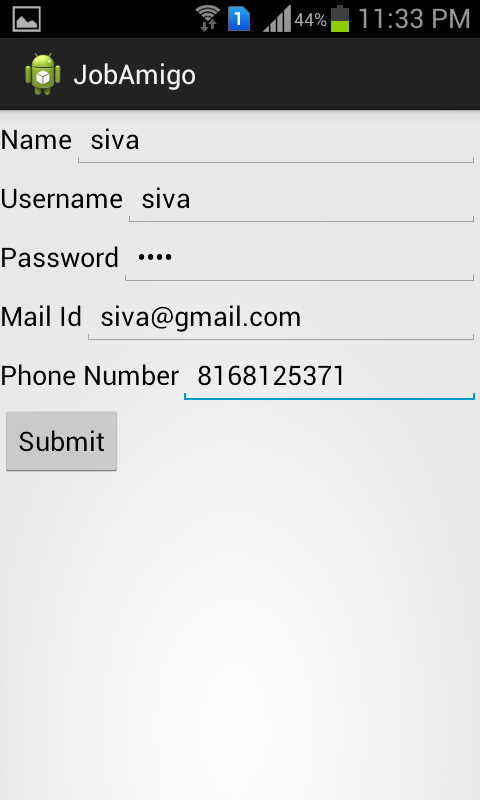 1 44% 11:33 PM
JobAmigo
Name siva
Username siva
Password ••••
Mail Id siva@gmail.com
Phone Number 8168125371
Submit